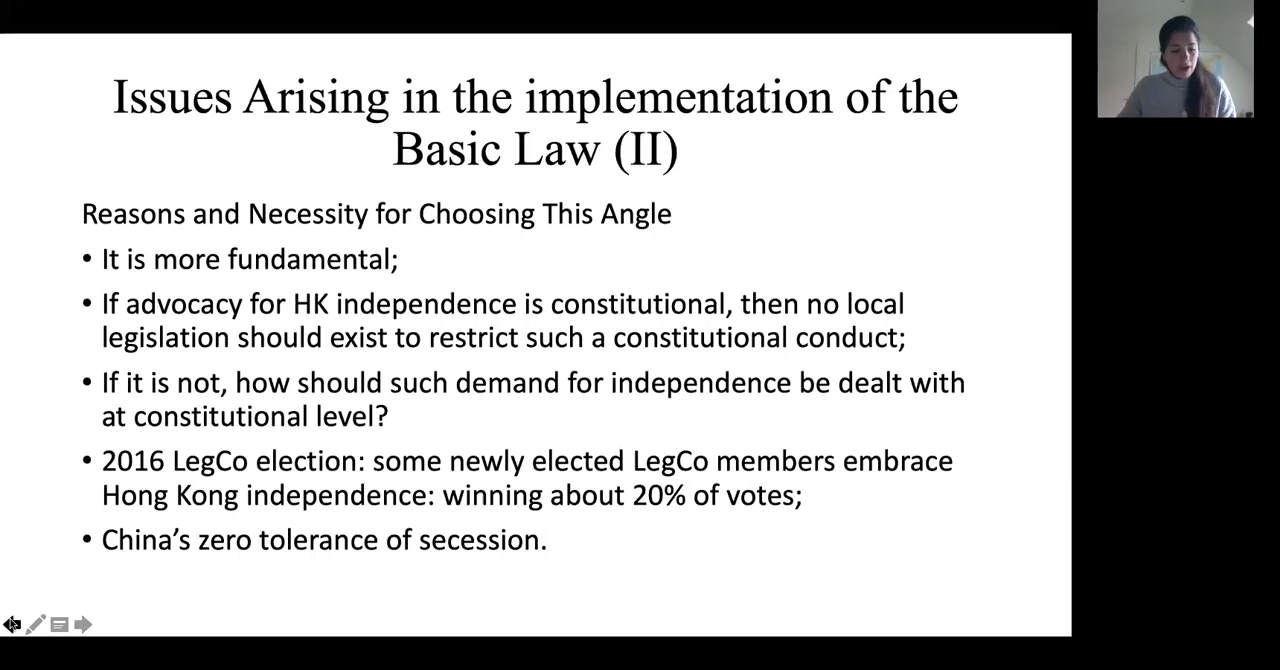 Issues Arising in the implementation of the
Basic Law (II)
Reasons and Necessity for Choosing This Angle
• It is more fundamental;
• If advocacy for HK independence is constitutional, then no local
legislation should exist to restrict such a constitutional conduct;
• If it is not, how should such demand for independence be dealt with
at constitutional level?
• 2016 LegCo election: some newly elected LegCo members embrace
Hong Kong independence: winning about 20% of votes;
• China’s zero tolerance of secession.